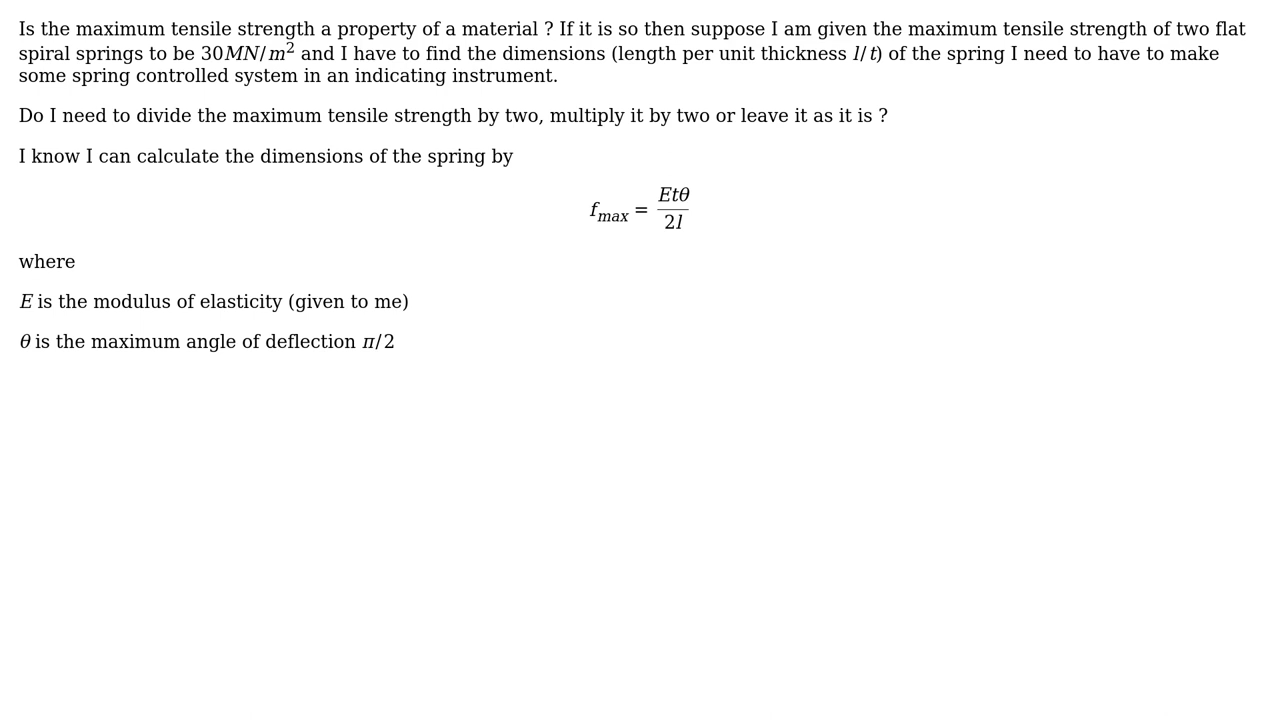 Is the maximum tensile strength a property of a material ? If it is so then suppose I am given the maximum tensile strength of two flat
spiral springs to be 30MN/m² and I have to find the dimensions (length per unit thickness l/t) of the spring I need to have to make
some spring controlled system in an indicating instrument.
Do I need to divide the maximum tensile strength by two, multiply it by two or leave it as it is ?
I know I can calculate the dimensions of the spring by
f_max = Etθ / 2l
where
E is the modulus of elasticity (given to me)
θ is the maximum angle of deflection π/2